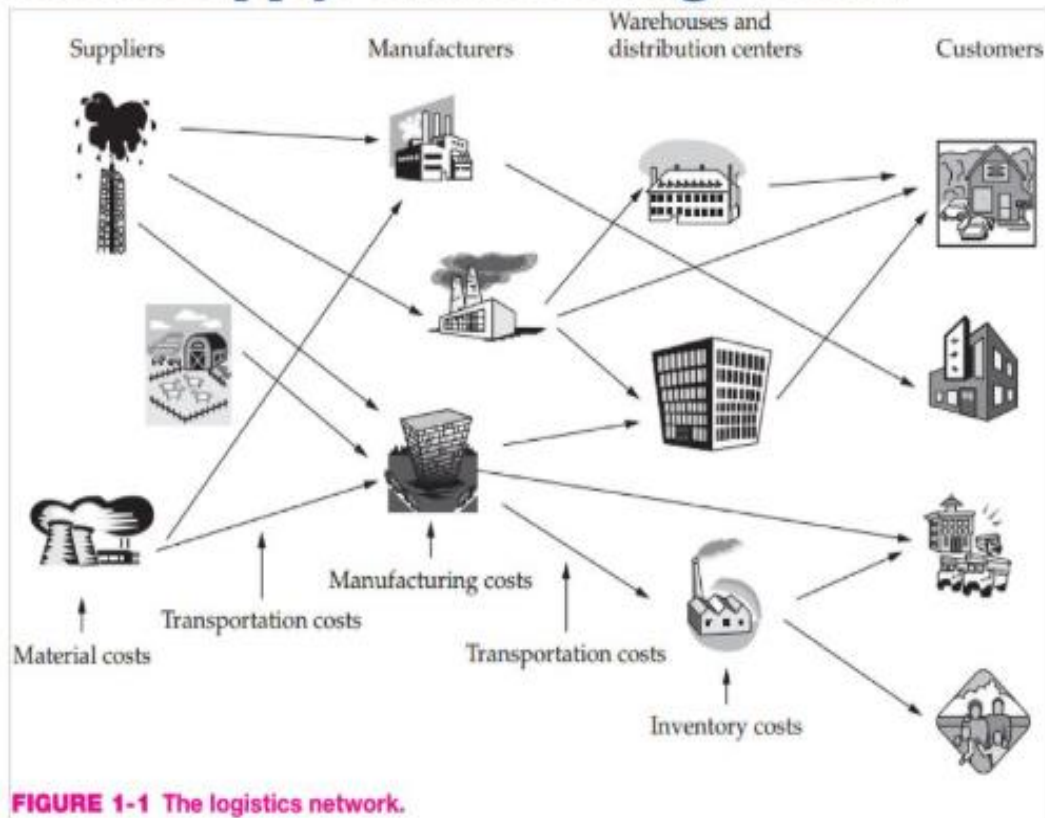 Suppliers
Manufacturers
Warehouses and
distribution centers
Customers
Manufacturing costs
Transportation costs
Material costs
Transportation costs
Inventory costs
FIGURE 1-1 The logistics network.